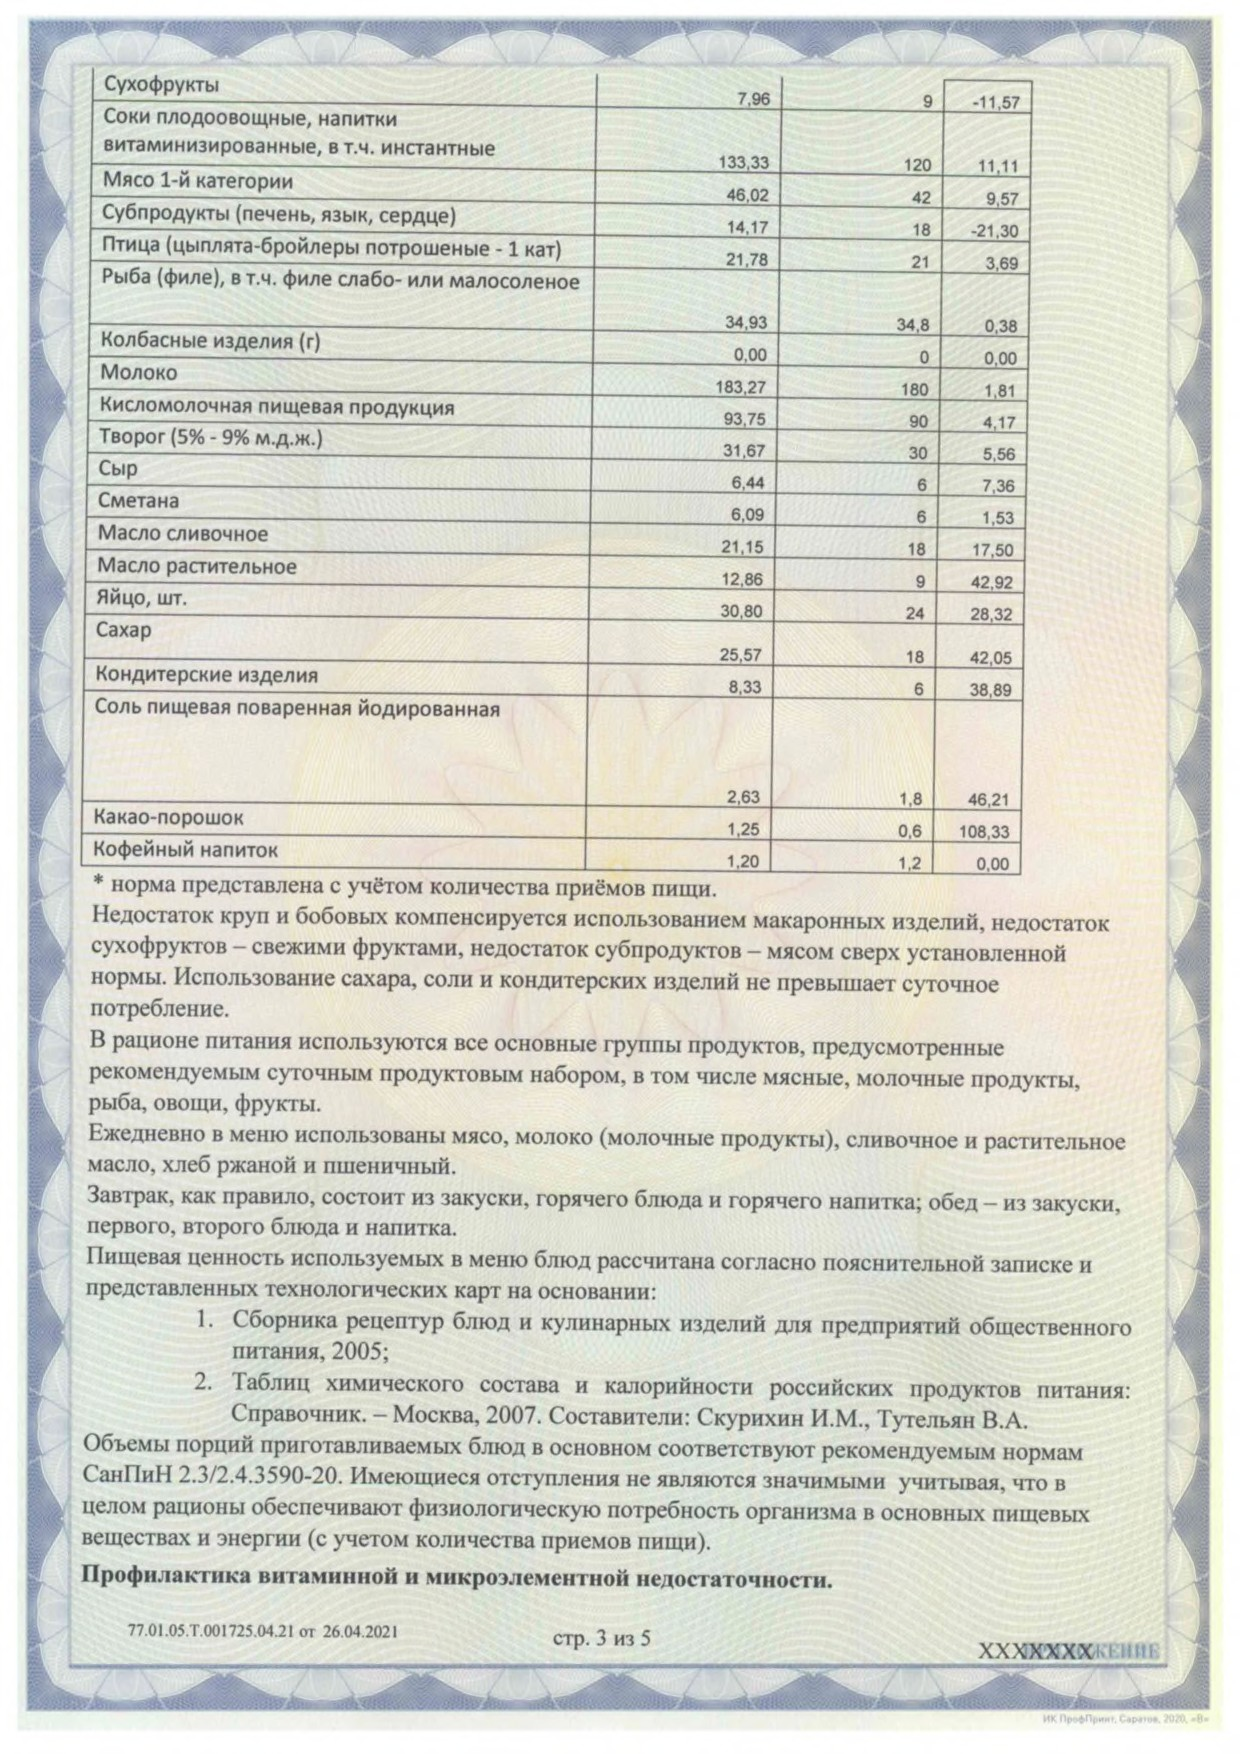 Сухофрукты 7,96 9 -11,57
Соки плодоовощные, напитки
витаминизированные, в т.ч. инстантные 133,33 120 11,11
Мясо 1-й категории 46,02 42 9,57
Субпродукты (печень, язык, сердце) 14,17 18 -21,30
Птица (цыплята-бройлеры потрошеные - 1 кат) 21,78 21 3,69
Рыба (филе), в т.ч. филе слабо- или малосоленое 34,93 34,8 0,38
Колбасные изделия (г) 0,00 0 0,00
Молоко 183,27 180 1,81
Кисломолочная пищевая продукция 93,75 90 4,17
Творог (5% - 9% м.д.ж.) 31,67 30 5,56
Сыр 6,44 6 7,36
Сметана 6,09 6 1,53
Масло сливочное 21,15 18 17,50
Масло растительное 12,86 9 42,92
Яйцо, шт. 30,80 24 28,32
Сахар 25,57 18 42,05
Кондитерские изделия 8,33 6 38,89
Соль пищевая поваренная йодированная 2,63 1,8 46,21
Какао-порошок 1,25 0,6 108,33
Кофейный напиток 1,20 1,2 0,00
* норма представлена с учётом количества приёмов пищи.
Недостаток круп и бобовых компенсируется использованием макаронных изделий, недостаток
сухофруктов – свежими фруктами, недостаток субпродуктов – мясом сверх установленной
нормы. Использование сахара, соли и кондитерских изделий не превышает суточное
потребление.
В рационе питания используются все основные группы продуктов, предусмотренные
рекомендуемым суточным продуктовым набором, в том числе мясные, молочные продукты,
рыба, овощи, фрукты.
Ежедневно в меню использованы мясо, молоко (молочные продукты), сливочное и растительное
масло, хлеб ржаной и пшеничный.
Завтрак, как правило, состоит из закуски, горячего блюда и горячего напитка; обед – из закуски,
первого, второго блюда и напитка.
Пищевая ценность используемых в меню блюд рассчитана согласно пояснительной записке и
представленных технологических карт на основании:
1. Сборника рецептур блюд и кулинарных изделий для предприятий общественного
питания, 2005;
2. Таблиц химического состава и калорийности российских продуктов питания:
Справочник. – Москва, 2007. Составители: Скурихин И.М., Тутельян В.А.
Объемы порций приготавливаемых блюд в основном соответствуют рекомендуемым нормам
СанПиН 2.3/2.4.3590-20. Имеющиеся отступления не являются значимыми учитывая, что в
целом рационы обеспечивают физиологическую потребность организма в основных пищевых
веществах и энергии (с учетом количества приемов пищи).
Профилактика витаминной и микроэлементной недостаточности.
77.01.05.Т.001725.04.21 от 26.04.2021
стр. 3 из 5
XXXXXXX
ИК ПрофПринт, Саратов, 2020, «В»